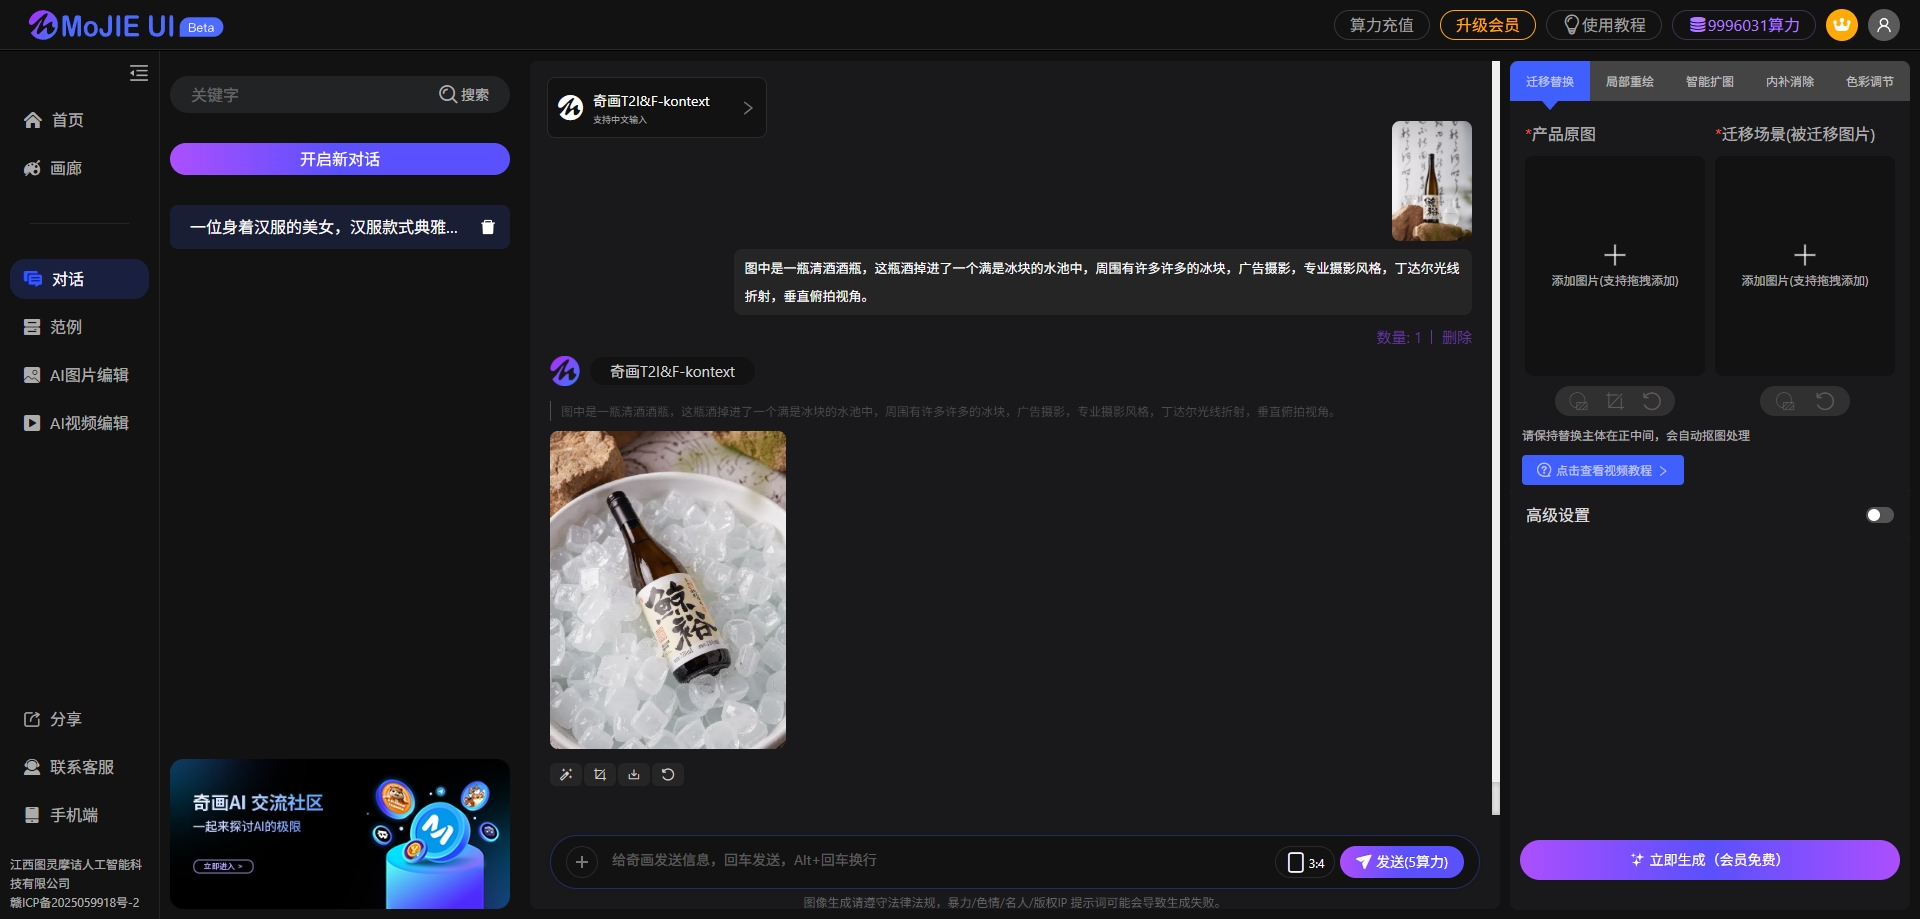 MoJIE UI Beta
算力充值
升级会员
使用教程
9996031算力
首页
画廊
对话
范例
AI图片编辑
AI视频编辑
分享
联系客服
手机端
江西图灵摩诘人工智能科
技有限公司
赣ICP备2025059918号-2
关键字
搜索
开启新对话
一位身着汉服的美女，汉服款式典雅...
奇画AI 交流社区
一起来探讨AI的极限
立即进入 >
奇画T2I&F-kontext
支持中文输入
图中是一瓶清酒酒瓶，这瓶酒掉进了一个满是冰块的水池中，周围有许多许多的冰块，广告摄影，专业摄影风格，丁达尔光线
折射，垂直俯拍视角。
数量: 1
删除
奇画T2I&F-kontext
图中是一瓶清酒酒瓶，这瓶酒掉进了一个满是冰块的水池中，周围有许多许多的冰块，广告摄影，专业摄影风格，丁达尔光线折射，垂直俯拍视角。
鯨
裕
给奇画发送信息，回车发送，Alt+回车换行
3:4
发送(5算力)
图像生成请遵守法律法规，暴力/色情/名人/版权IP 提示词可能会导致生成失败。
迁移替换
局部重绘
智能扩图
内补消除
色彩调节
*产品原图
*迁移场景(被迁移图片)
添加图片(支持拖拽添加)
添加图片(支持拖拽添加)
请保持替换主体在正中间，会自动抠图处理
点击查看视频教程 >
高级设置
立即生成（会员免费）